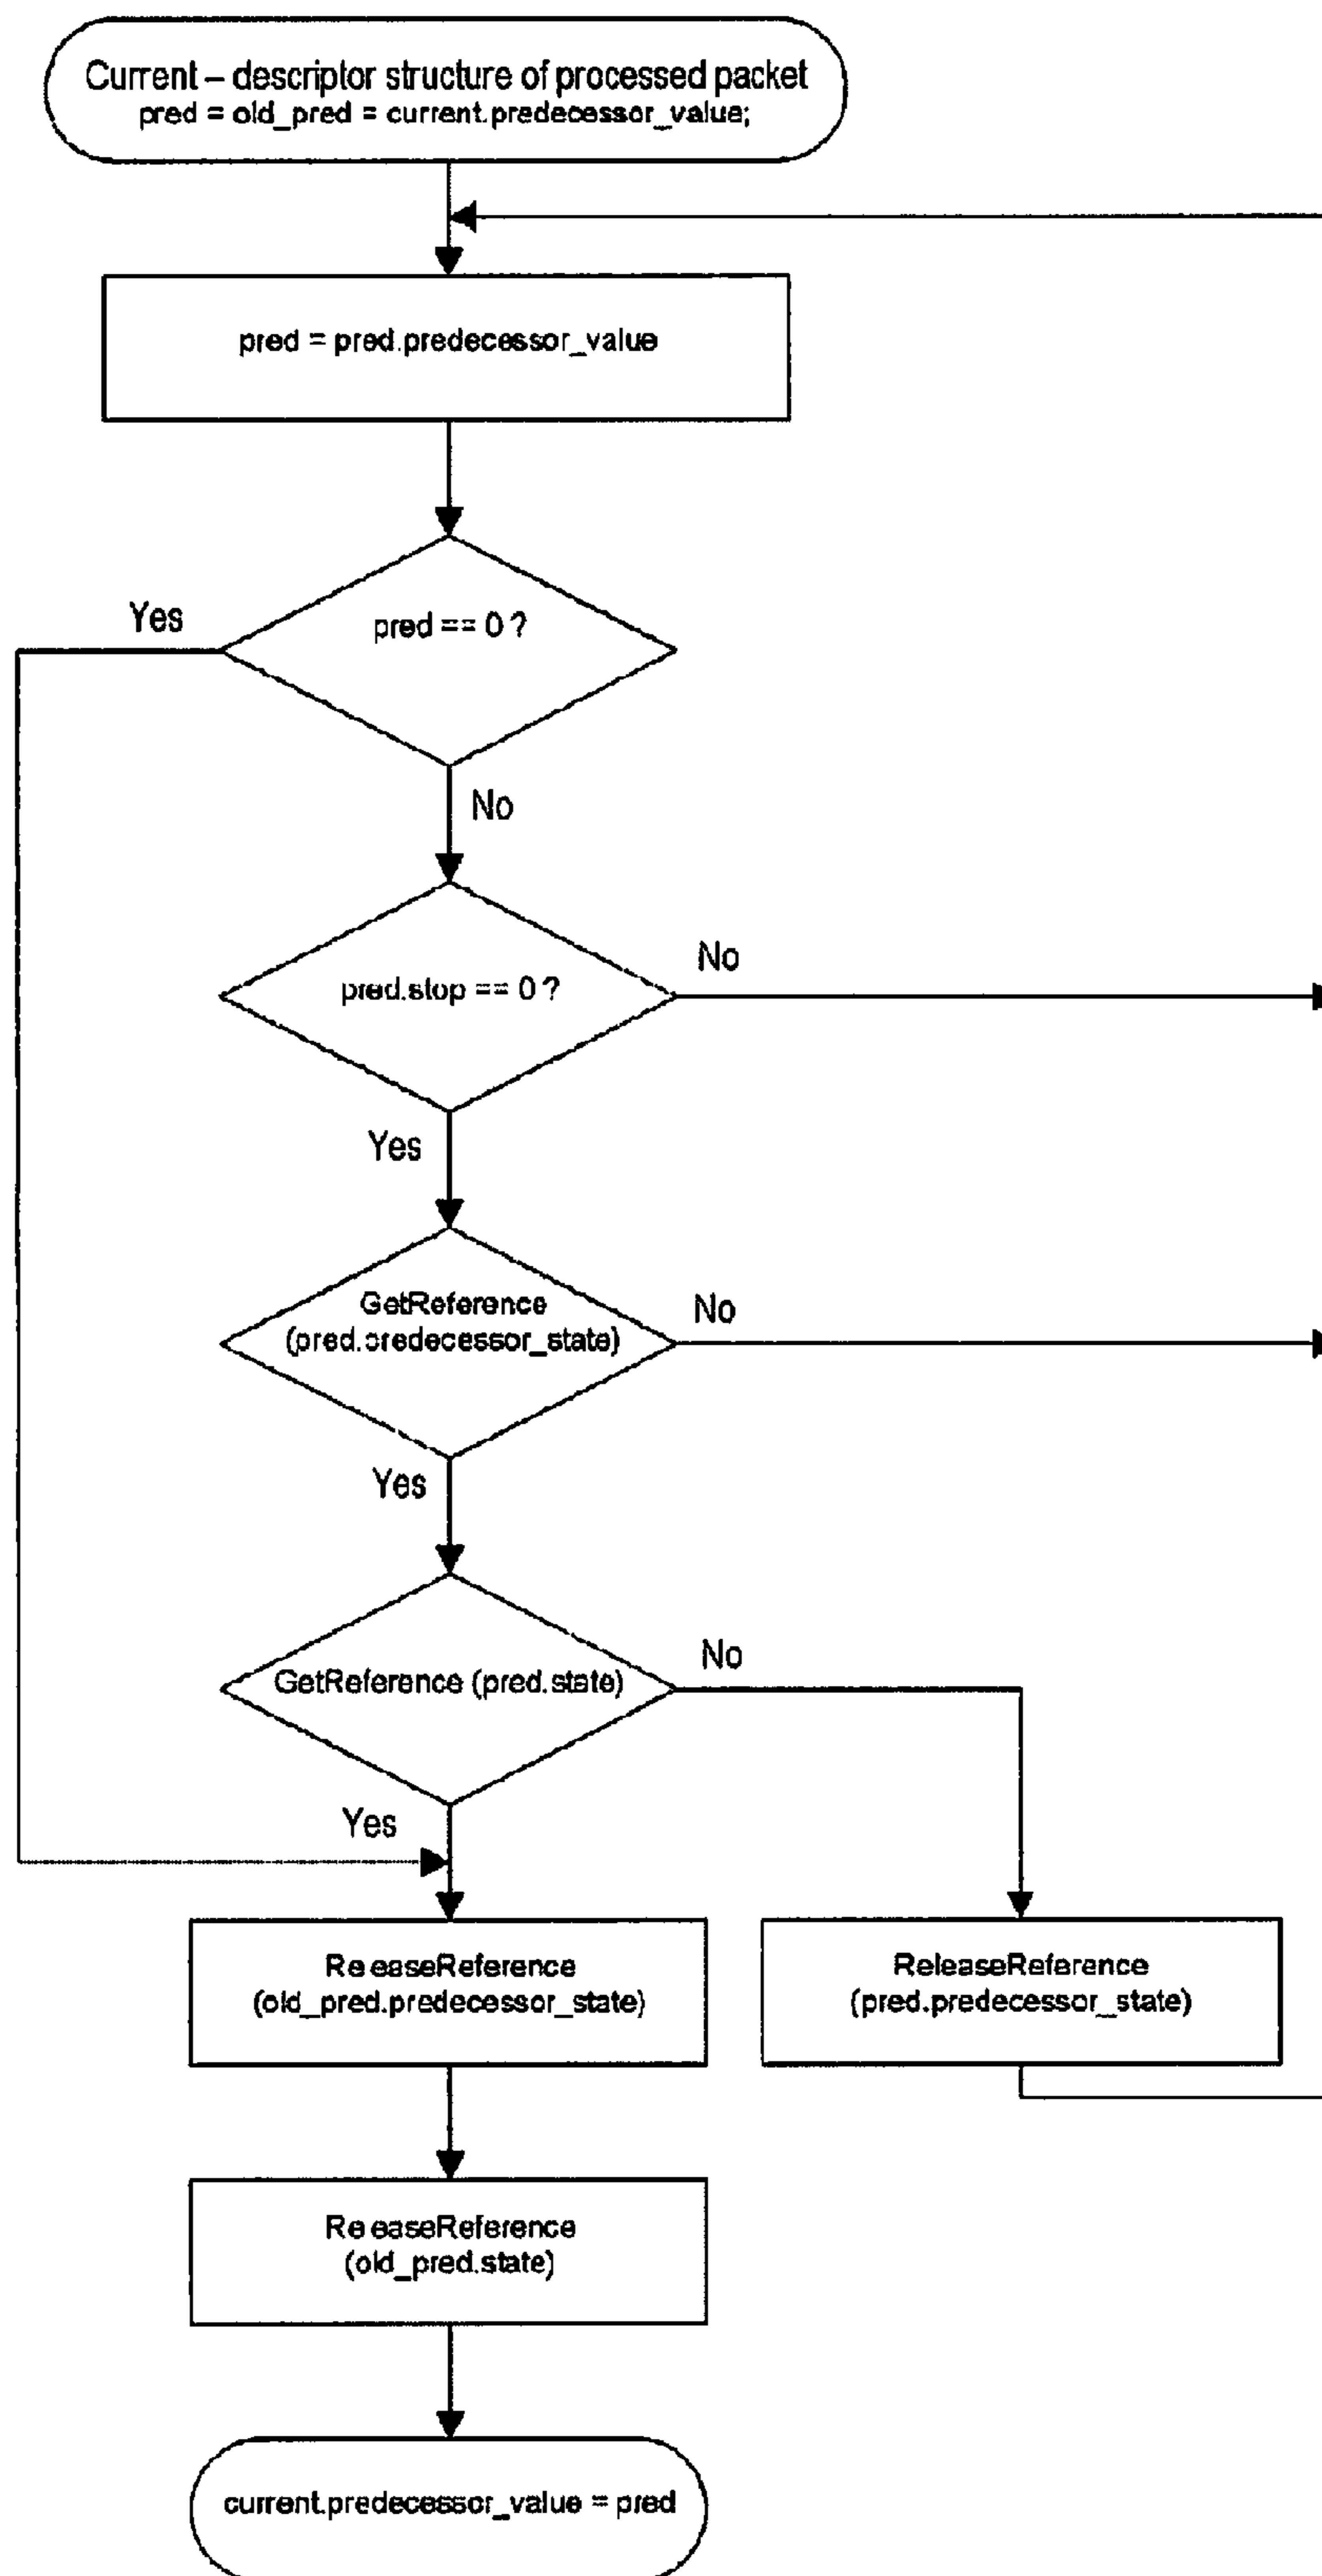 Current – descriptor structure of processed packet
pred = old_pred = current.predecessor_value;
pred = pred.predecessor_value
pred == 0 ?
Yes
No
pred.stop == 0 ?
No
Yes
GetReference
(pred.predecessor_state)
No
Yes
GetReference (pred.state)
No
Yes
ReleaseReference
(old_pred.predecessor_state)
ReleaseReference
(pred.predecessor_state)
ReleaseReference
(old_pred.state)
current.predecessor_value = pred